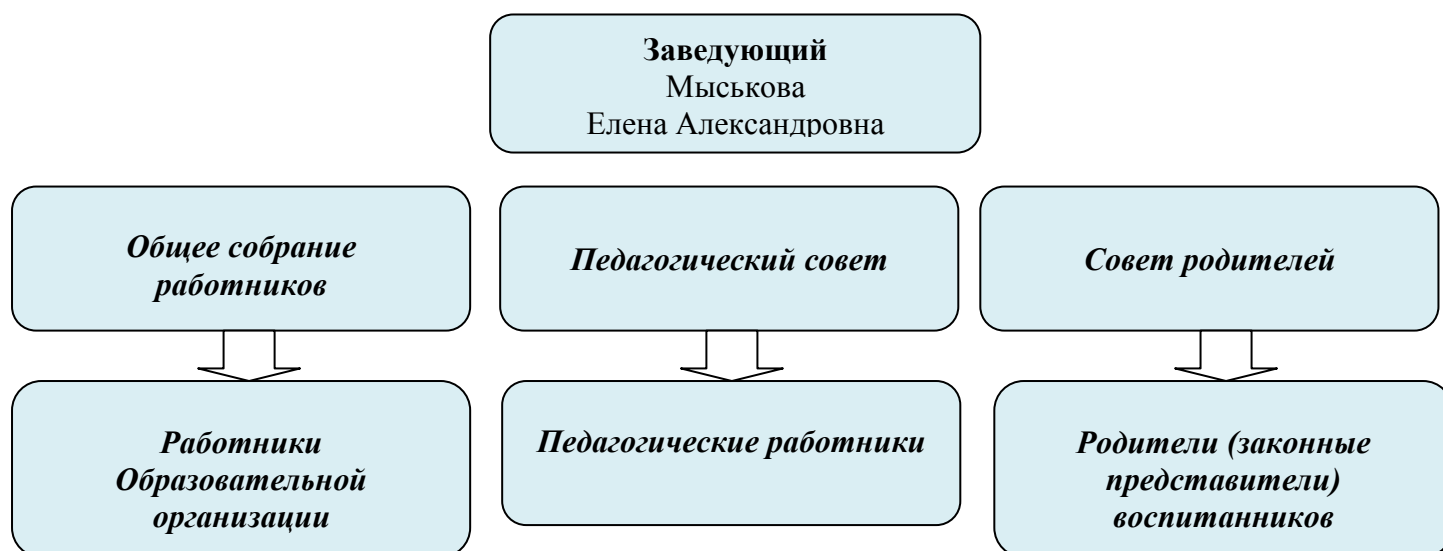 Заведующий
Мыськова
Елена Александровна
Общее собрание
работников
Педагогический совет
Совет родителей
Работники
Образовательной
организации
Педагогические работники
Родители (законные
представители)
воспитанников